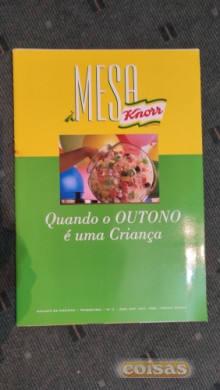 à MESA
Knorr
Quando o OUTONO
é uma Criança
coisas